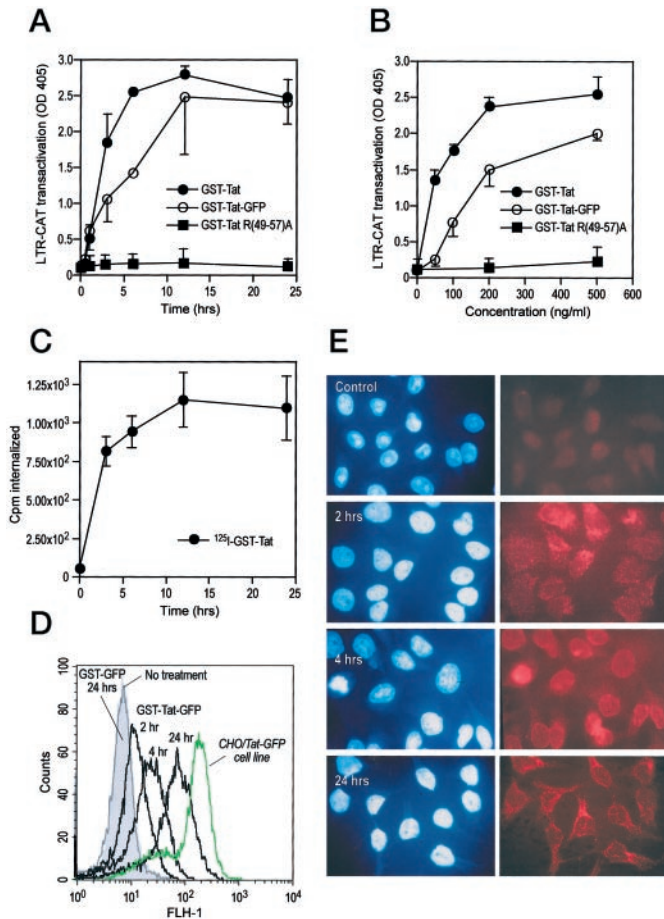 A
LTR-CAT transactivation (OD 405)
3.0
2.5
2.0
1.5
1.0
0.5
0
GST-Tat
GST-Tat-GFP
GST-Tat R(49-57)A
0 5 10 15 20 25
Time (hrs)
B
LTR-CAT transactivation (OD 405)
3.0
2.5
2.0
1.5
1.0
0.5
0
GST-Tat
GST-Tat-GFP
GST-Tat R(49-57)A
0 100 200 300 400 500 600
Concentration (ng/ml)
C
Cpm internalized
1.25x10³
1.00x10³
7.50x10²
5.00x10²
2.50x10²
0
¹²⁵I-GST-Tat
0 5 10 15 20 25
Time (hrs)
D
Counts
100
80
60
40
20
0
GST-GFP
24 hrs
No treatment
GST-Tat-GFP
2 hr
4 hr
24 hr
CHO/Tat-GFP
cell line
10⁰ 10¹ 10² 10³ 10⁴
FLH-1
E
Control
2 hrs
4 hrs
24 hrs